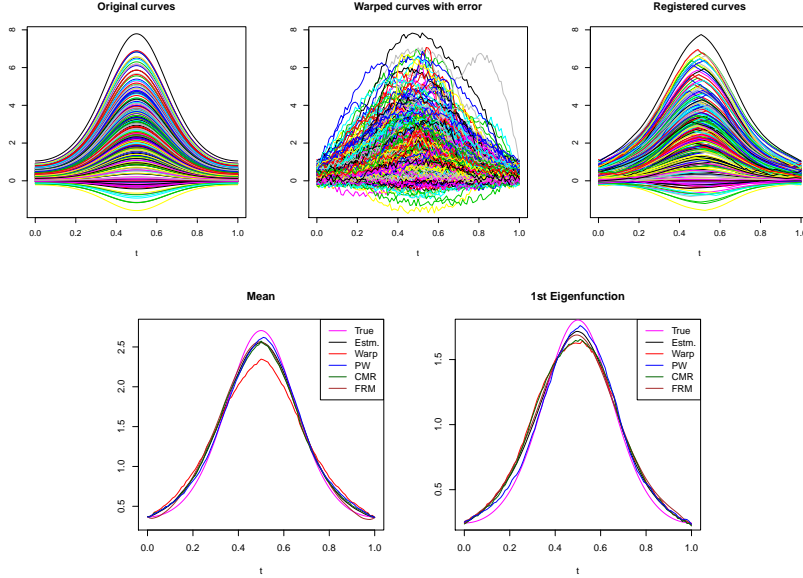 Original curves
Warped curves with error
Registered curves
8
6
4
2
0
0.0 0.2 0.4 0.6 0.8 1.0
t
8
6
4
2
0
0.0 0.2 0.4 0.6 0.8 1.0
t
8
6
4
2
0
0.0 0.2 0.4 0.6 0.8 1.0
t
Mean
2.5
2.0
1.5
1.0
0.5
0.0 0.2 0.4 0.6 0.8 1.0
t
True
Estm.
Warp
PW
CMR
FRM
1st Eigenfunction
1.5
1.0
0.5
0.0 0.2 0.4 0.6 0.8 1.0
t
True
Estm.
Warp
PW
CMR
FRM